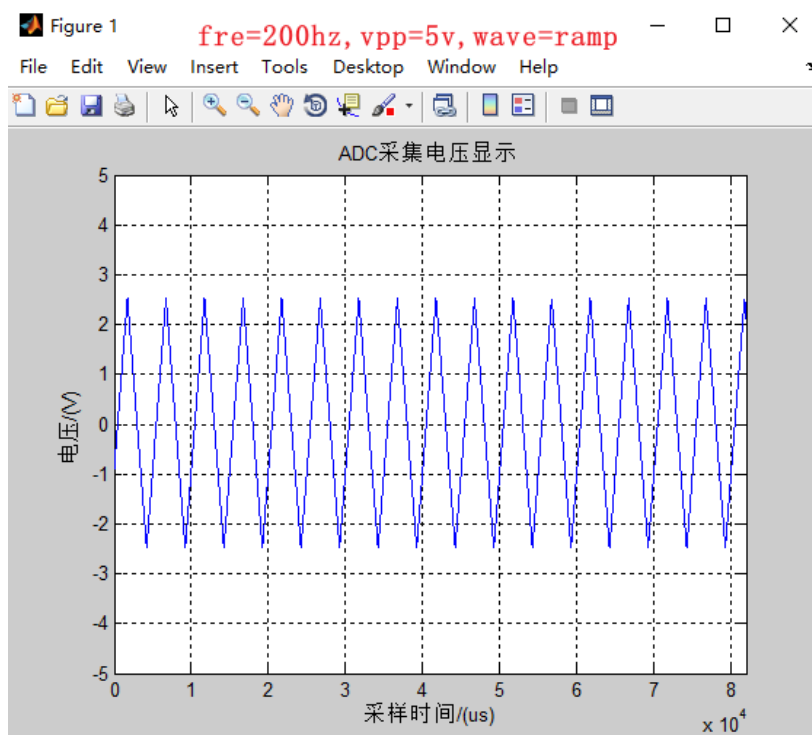 Figure 1
fre=200hz,vpp=5v,wave=ramp
File Edit View Insert Tools Desktop Window Help
ADC采集电压显示
5
4
3
2
1
0
-1
-2
-3
-4
-5
电压/(V)
0 1 2 3 4 5 6 7 8
采样时间/(us)
x 10^4